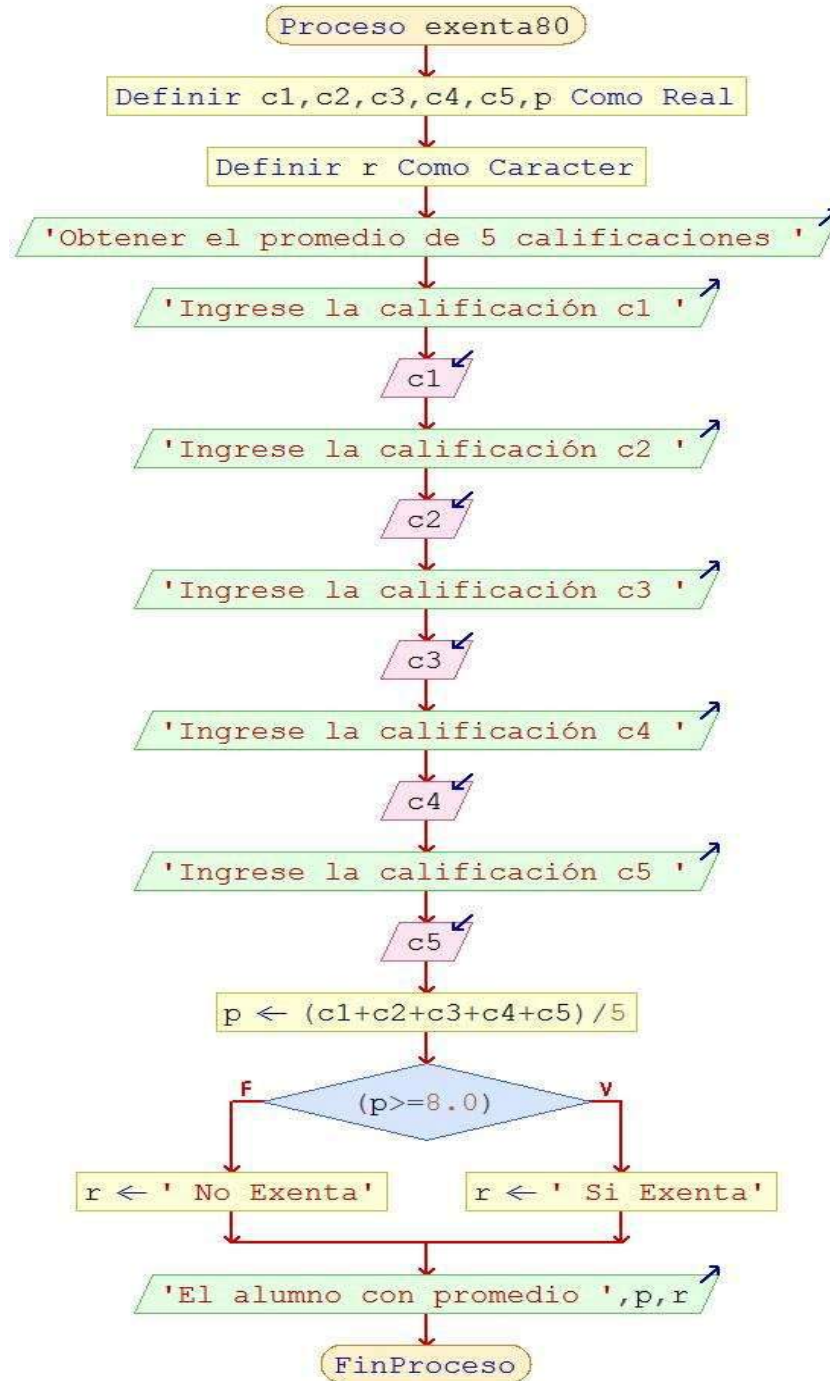 Proceso exenta80
Definir c1,c2,c3,c4,c5,p Como Real
Definir r Como Caracter
'Obtener el promedio de 5 calificaciones '
'Ingrese la calificación c1 '
c1
'Ingrese la calificación c2 '
c2
'Ingrese la calificación c3 '
c3
'Ingrese la calificación c4 '
c4
'Ingrese la calificación c5 '
c5
p ← (c1+c2+c3+c4+c5)/5
F (p>=8.0) V
r ← ' No Exenta' r ← ' Si Exenta'
'El alumno con promedio ',p,r
FinProceso